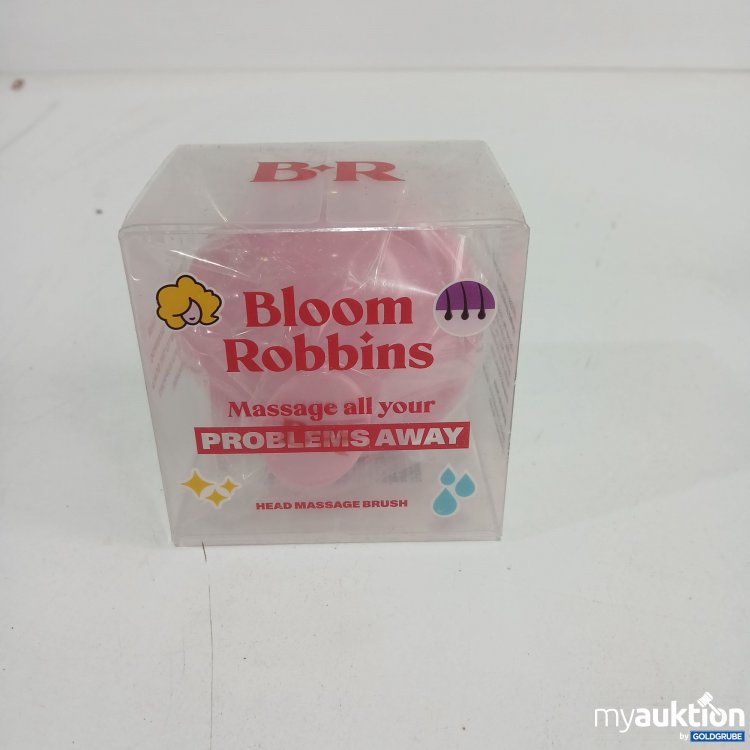 B✦R
Bloom
Robbins
Massage all your
PROBLEMS AWAY
HEAD MASSAGE BRUSH
myauktion
by GOLDGRUBE